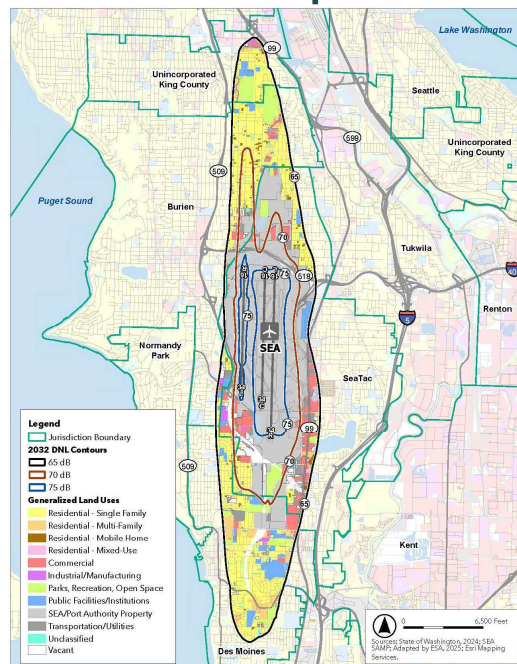 Lake Washington
99
Unincorporated
King County
Seattle
599
Unincorporated
King County
509
65
Puget Sound
Burien
70
Tukwila
518
75
40
5
75
Renton
SEA
Normandy
Park
SeaTac
34
C
34
R
75
99
70
509
65
Kent
Des Moines
Legend
Jurisdiction Boundary
2032 DNL Contours
65 dB
70 dB
75 dB
Generalized Land Uses
Residential - Single Family
Residential - Multi-Family
Residential - Mobile Home
Residential - Mixed-Use
Commercial
Industrial/Manufacturing
Parks, Recreation, Open Space
Public Facilities/Institutions
SEA/Port Authority Property
Transportation/Utilities
Unclassified
Vacant
0 6,500 Feet
Sources: State of Washington, 2024; SEA
SAMP; Adapted by ESA, 2025; Esri Mapping
Services.